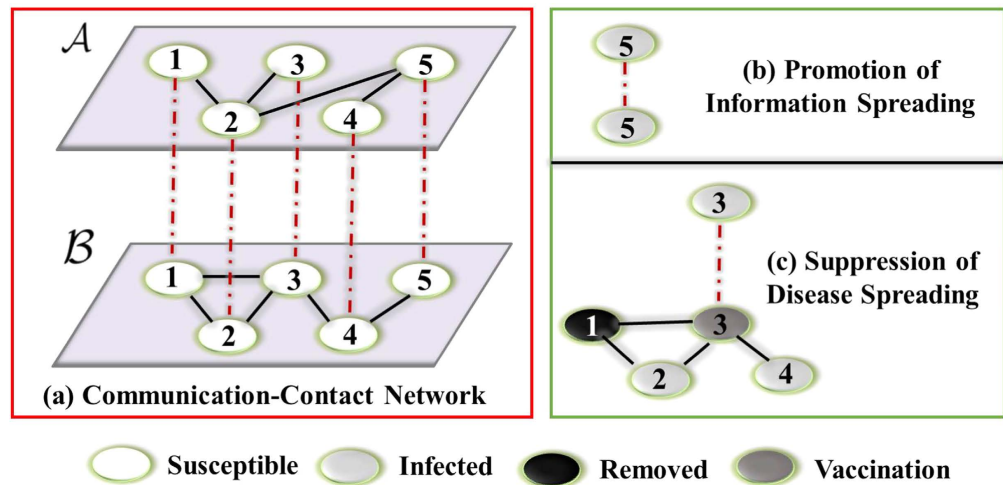 𝒜
1
3
5
2
4
ℬ
1
3
5
2
4
(a) Communication-Contact Network
5
5
(b) Promotion of
Information Spreading
3
(c) Suppression of
Disease Spreading
1
3
2
4
Susceptible
Infected
Removed
Vaccination